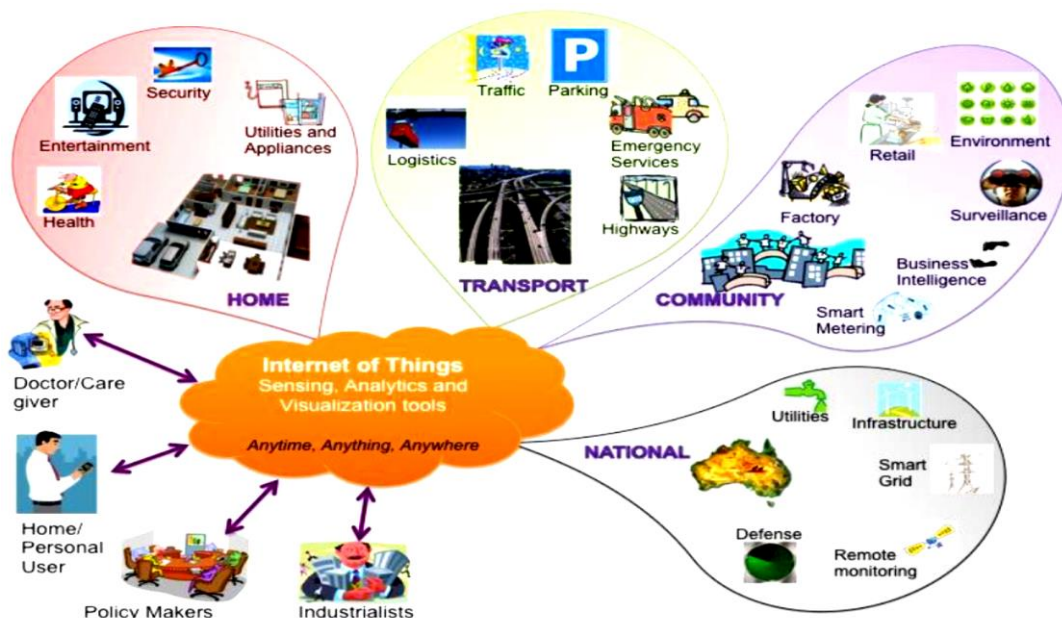 Security
Entertainment
Utilities and
Appliances
Health
HOME
Traffic
P
Parking
Logistics
Emergency
Services
Highways
TRANSPORT
Retail
Environment
Factory
Surveillance
COMMUNITY
Business
Intelligence
Smart
Metering
Internet of Things
Sensing, Analytics and
Visualization tools
Anytime, Anything, Anywhere
Doctor/Care
giver
Home/
Personal
User
Policy Makers
Industrialists
NATIONAL
Utilities
Infrastructure
Smart
Grid
Defense
Remote
monitoring